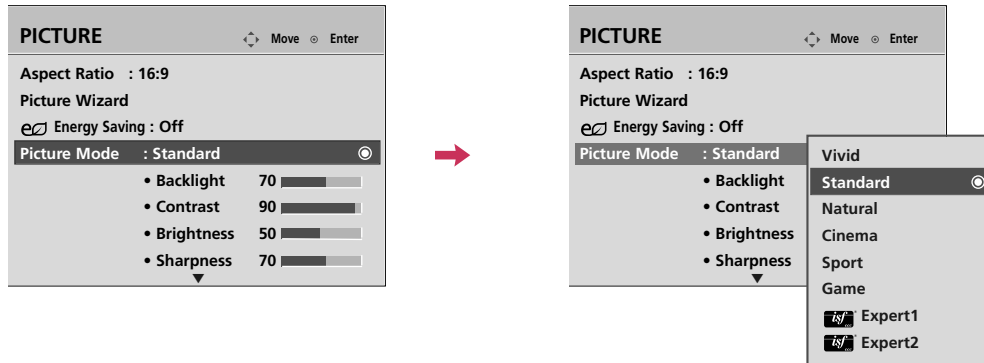 PICTURE Move Enter
Aspect Ratio : 16:9
Picture Wizard
Energy Saving : Off
Picture Mode : Standard
• Backlight 70
• Contrast 90
• Brightness 50
• Sharpness 70
PICTURE Move Enter
Aspect Ratio : 16:9
Picture Wizard
Energy Saving : Off
Picture Mode : Standard
• Backlight
• Contrast
• Brightness
• Sharpness
Vivid
Standard
Natural
Cinema
Sport
Game
isf Expert1
isf Expert2